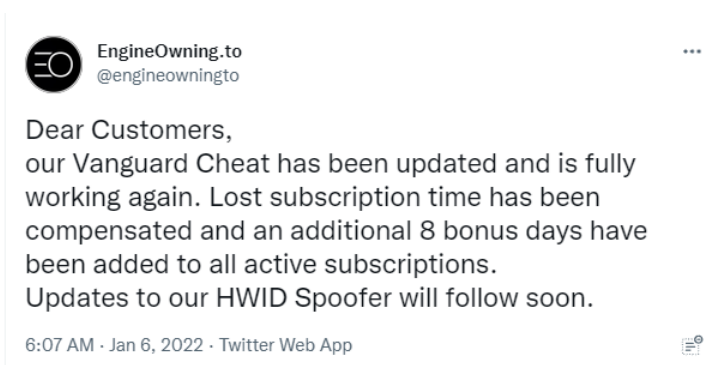 EngineOwning.to
@engineowningto
Dear Customers,
our Vanguard Cheat has been updated and is fully
working again. Lost subscription time has been
compensated and an additional 8 bonus days have
been added to all active subscriptions.
Updates to our HWID Spoofer will follow soon.
6:07 AM · Jan 6, 2022 · Twitter Web App